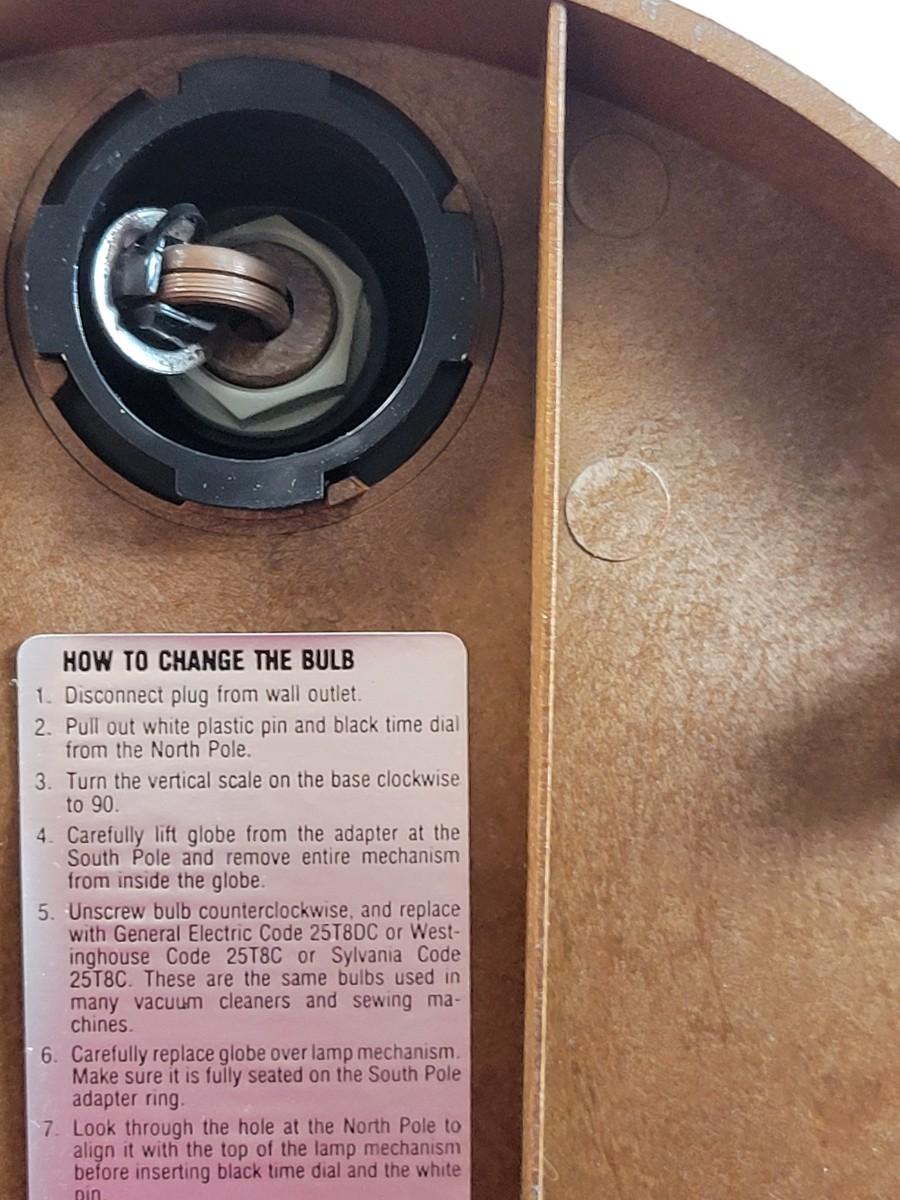 HOW TO CHANGE THE BULB
1. Disconnect plug from wall outlet.
2. Pull out white plastic pin and black time dial
from the North Pole.
3. Turn the vertical scale on the base clockwise
to 90.
4. Carefully lift globe from the adapter at the
South Pole and remove entire mechanism
from inside the globe.
5. Unscrew bulb counterclockwise, and replace
with General Electric Code 25T8DC or West-
inghouse Code 25T8C or Sylvania Code
25T8C. These are the same bulbs used in
many vacuum cleaners and sewing ma-
chines.
6. Carefully replace globe over lamp mechanism.
Make sure it is fully seated on the South Pole
adapter ring.
7. Look through the hole at the North Pole to
align it with the top of the lamp mechanism
before inserting black time dial and the white
pin